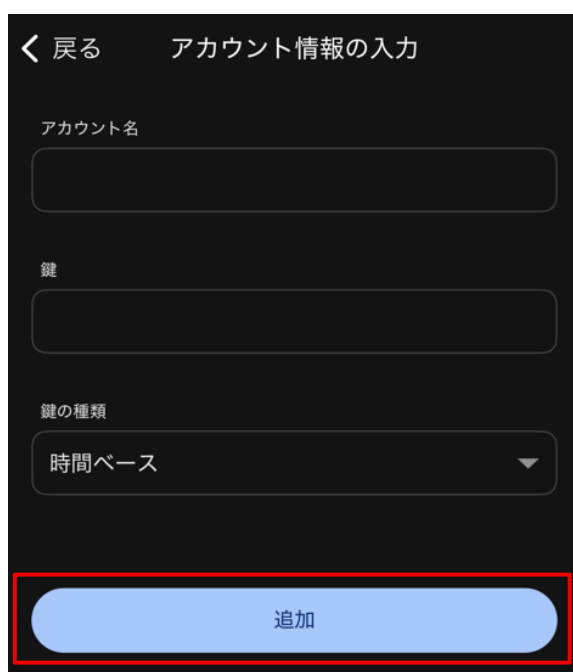 戻る アカウント情報の入力
アカウント名
鍵
鍵の種類
時間ベース
追加